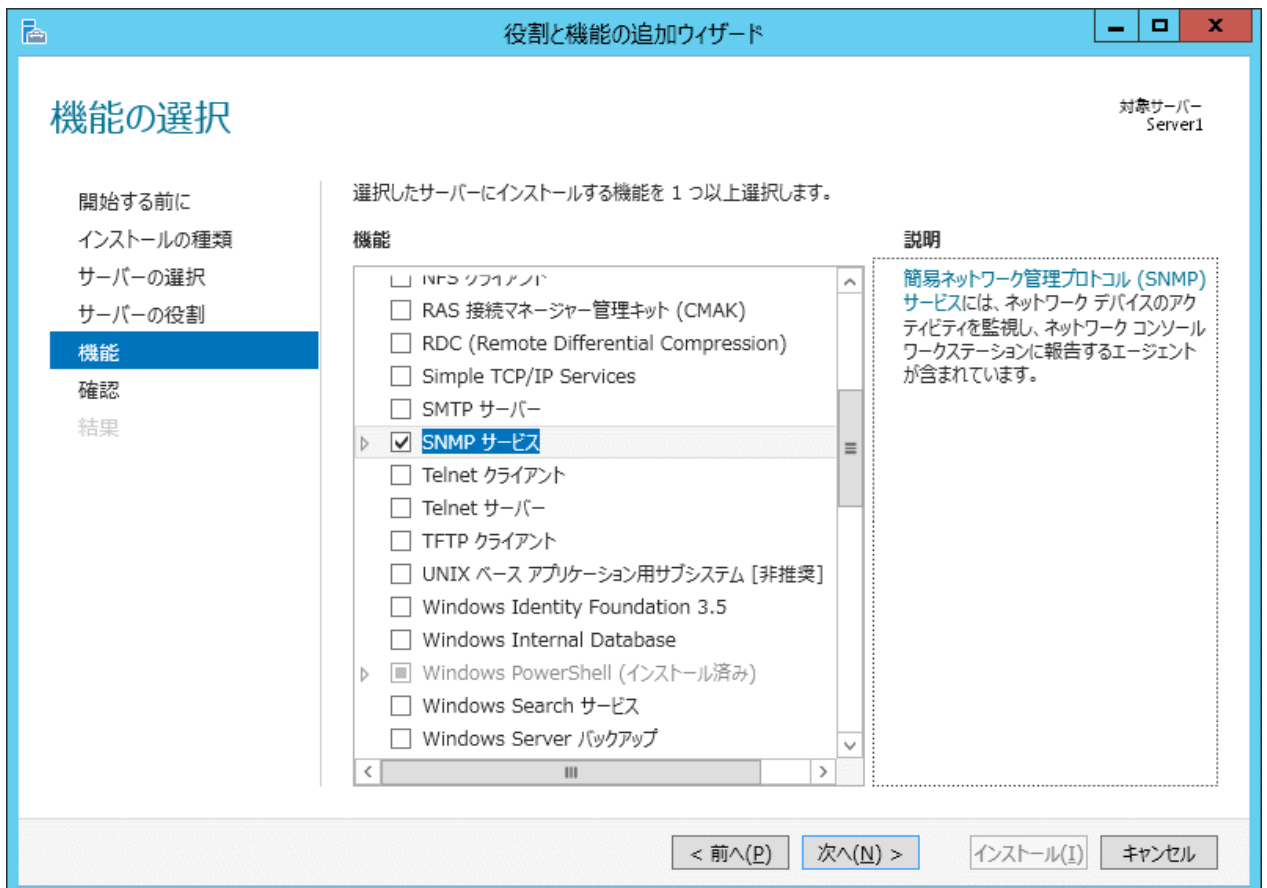 役割と機能の追加ウィザード
機能の選択
対象サーバー
Server1
開始する前に
インストールの種類
サーバーの選択
サーバーの役割
機能
確認
結果
選択したサーバーにインストールする機能を 1 つ以上選択します。
機能
NFS クライアント
RAS 接続マネージャー管理キット (CMAK)
RDC (Remote Differential Compression)
Simple TCP/IP Services
SMTP サーバー
SNMP サービス
Telnet クライアント
Telnet サーバー
TFTP クライアント
UNIX ベース アプリケーション用サブシステム [非推奨]
Windows Identity Foundation 3.5
Windows Internal Database
Windows PowerShell (インストール済み)
Windows Search サービス
Windows Server バックアップ
説明
簡易ネットワーク管理プロトコル (SNMP)
サービスには、ネットワーク デバイスのアク
ティビティを監視し、ネットワーク コンソール
ワークステーションに報告するエージェント
が含まれています。
< 前へ(P)
次へ(N) >
インストール(I)
キャンセル